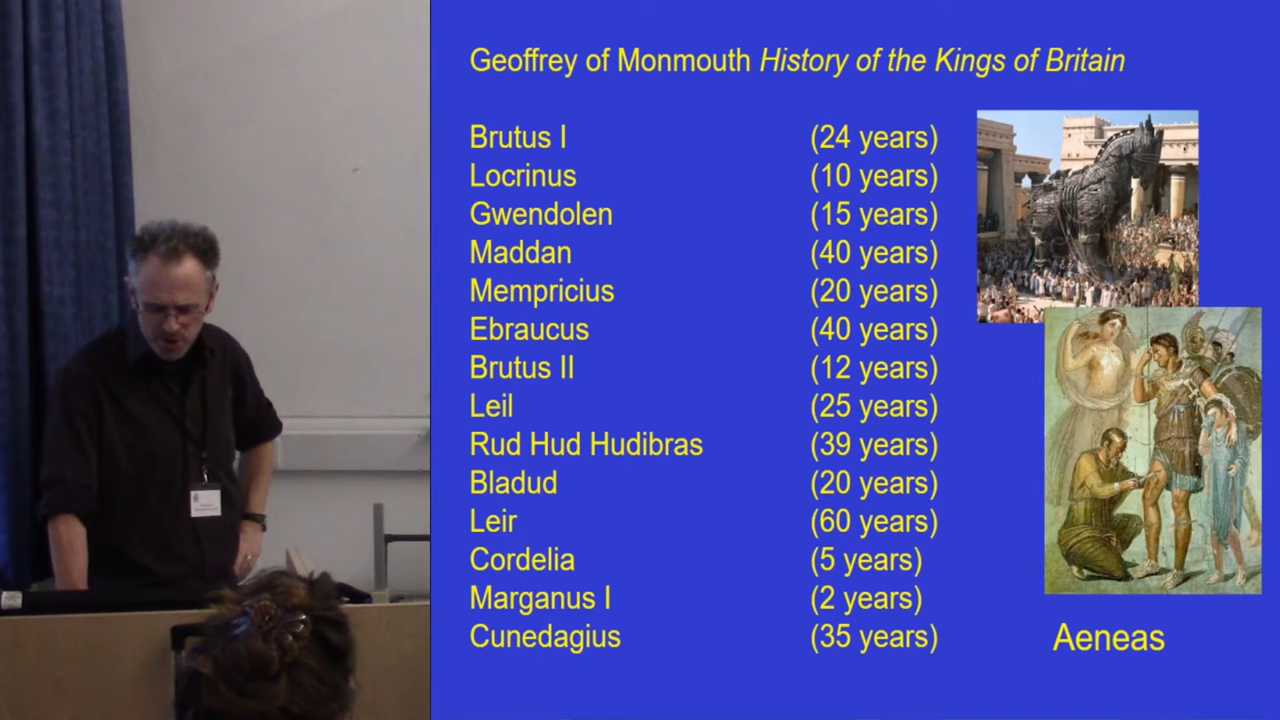 Geoffrey of Monmouth History of the Kings of Britain
Brutus I (24 years)
Locrinus (10 years)
Gwendolen (15 years)
Maddan (40 years)
Mempricius (20 years)
Ebraucus (40 years)
Brutus II (12 years)
Leil (25 years)
Rud Hud Hudibras (39 years)
Bladud (20 years)
Leir (60 years)
Cordelia (5 years)
Marganus I (2 years)
Cunedagius (35 years)
Aeneas